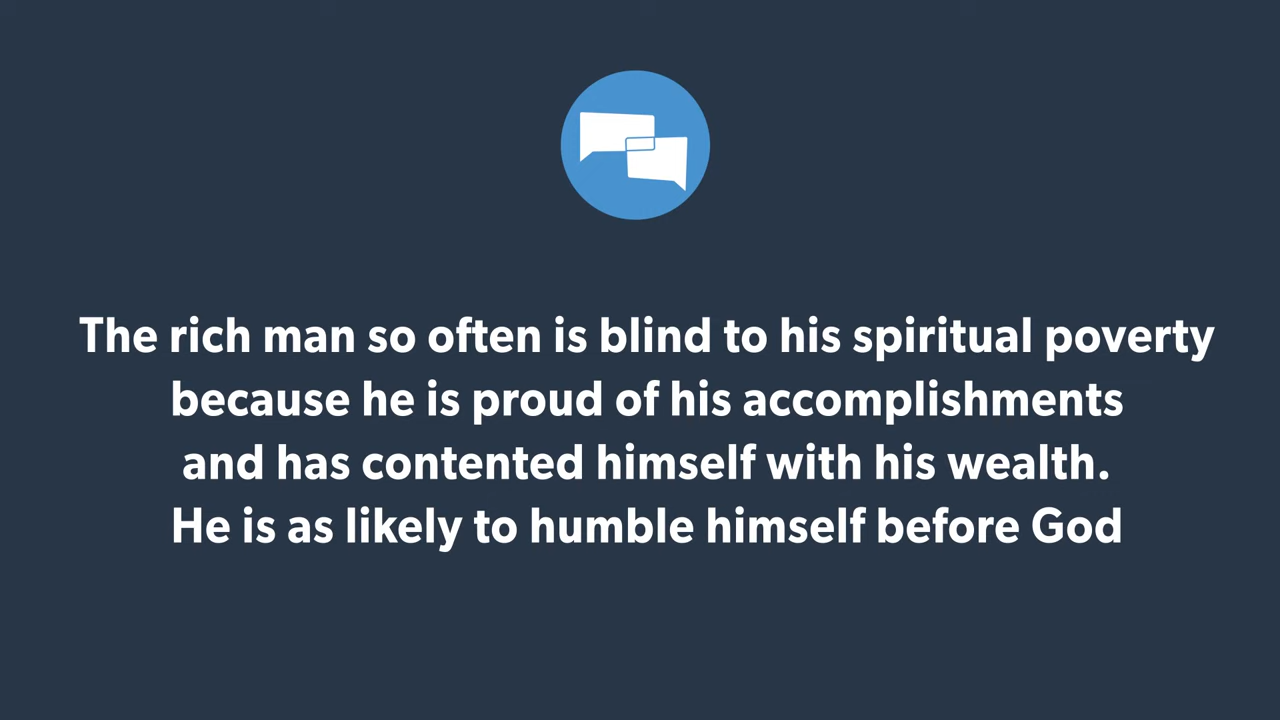 The rich man so often is blind to his spiritual poverty
because he is proud of his accomplishments
and has contented himself with his wealth.
He is as likely to humble himself before God